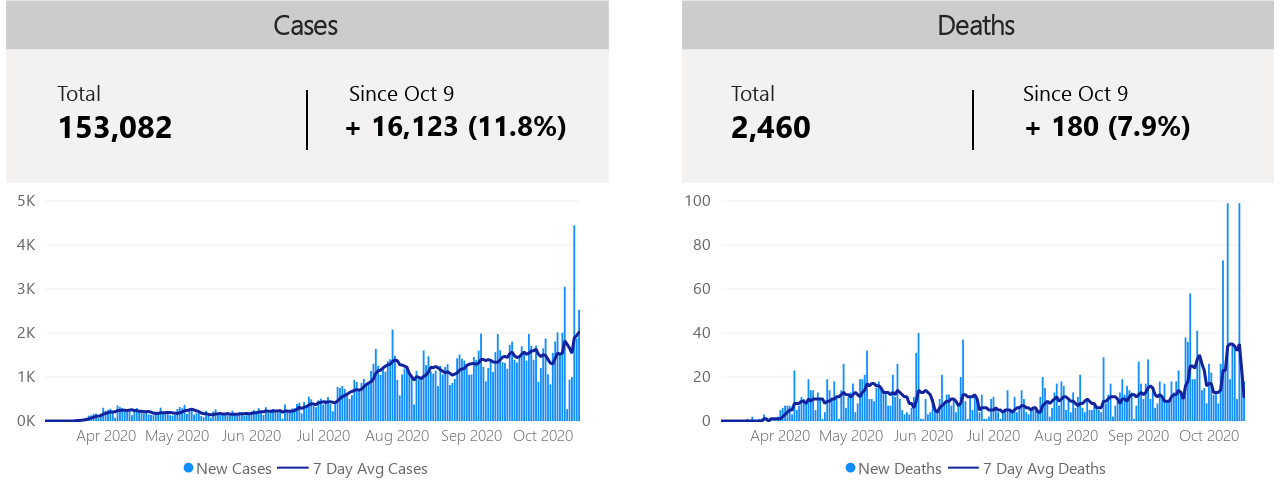 Cases
Total
153,082
Since Oct 9
+ 16,123 (11.8%)
5K
4K
3K
2K
1K
0K
Apr 2020 May 2020 Jun 2020 Jul 2020 Aug 2020 Sep 2020 Oct 2020
New Cases 7 Day Avg Cases
Deaths
Total
2,460
Since Oct 9
+ 180 (7.9%)
100
80
60
40
20
0
Apr 2020 May 2020 Jun 2020 Jul 2020 Aug 2020 Sep 2020 Oct 2020
New Deaths 7 Day Avg Deaths